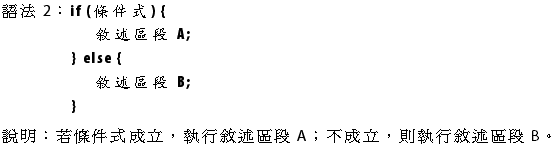 語法 2：if (條件式) {
敘述區段 A;
} else {
敘述區段 B;
}
說明：若條件式成立，執行敘述區段 A；不成立，則執行敘述區段 B。